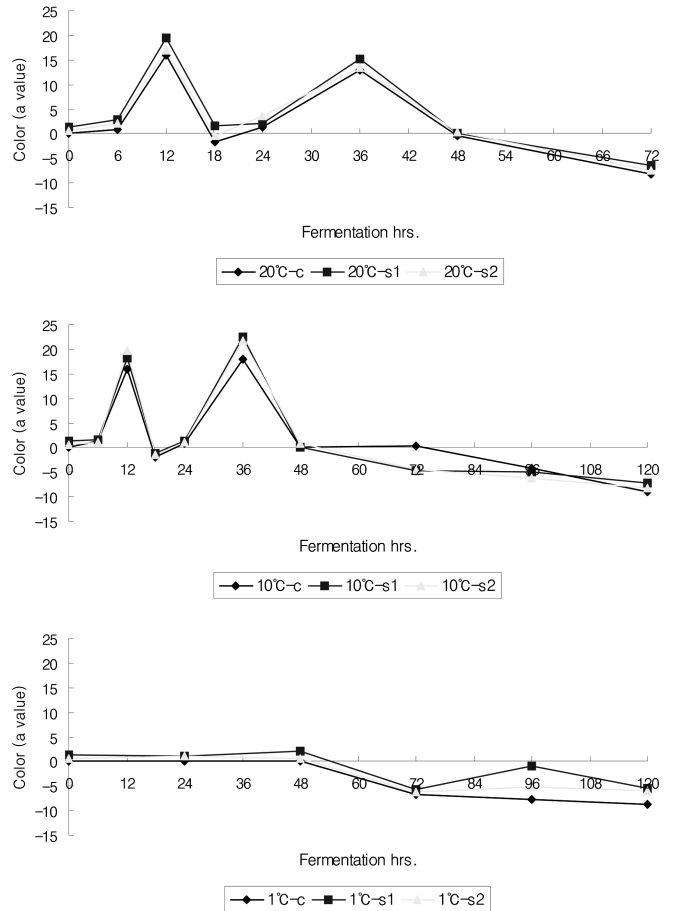 Color (a value)
25
20
15
10
5
0
−5
−10
−15
0 6 12 18 24 30 36 42 48 54 60 66 72
Fermentation hrs.
20℃−c 20℃−s1 20℃−s2
Color (a value)
25
20
15
10
5
0
−5
−10
−15
0 12 24 36 48 60 72 84 96 108 120
Fermentation hrs.
10℃−c 10℃−s1 10℃−s2
Color (a value)
25
20
15
10
5
0
−5
−10
−15
0 12 24 36 48 60 72 84 96 108 120
Fermentation hrs.
1℃−c 1℃−s1 1℃−s2